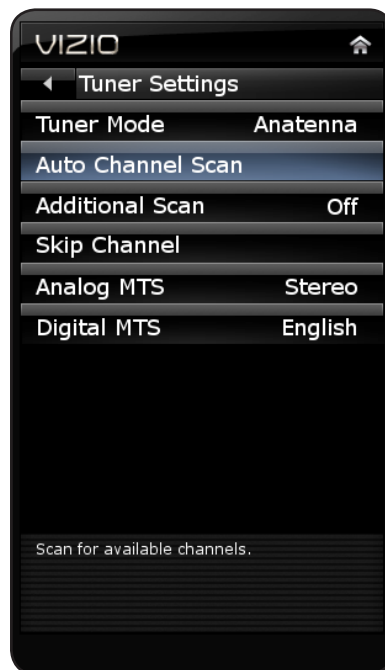 VIZIO
Tuner Settings
Tuner Mode Anatenna
Auto Channel Scan
Additional Scan Off
Skip Channel
Analog MTS Stereo
Digital MTS English
Scan for available channels.